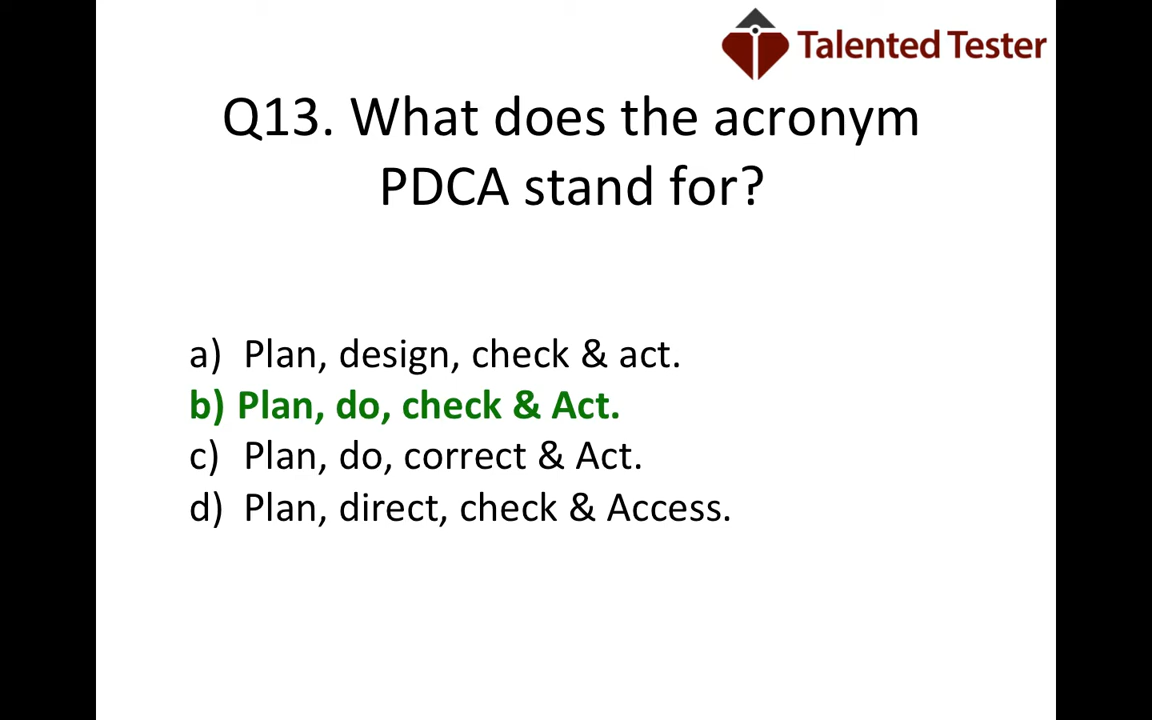 Talented Tester
Q13. What does the acronym
PDCA stand for?
a) Plan, design, check & act.
b) Plan, do, check & Act.
c) Plan, do, correct & Act.
d) Plan, direct, check & Access.